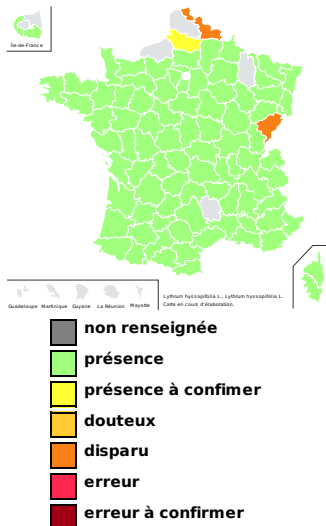 Île-de-France
Guadeloupe Martinique Guyane La Réunion Mayotte
Lythrum hyssopifolia L., Lythrum hyssopifolia L.
Carte en cours d'élaboration.
non renseignée
présence
présence à confimer
douteux
disparu
erreur
erreur à confirmer